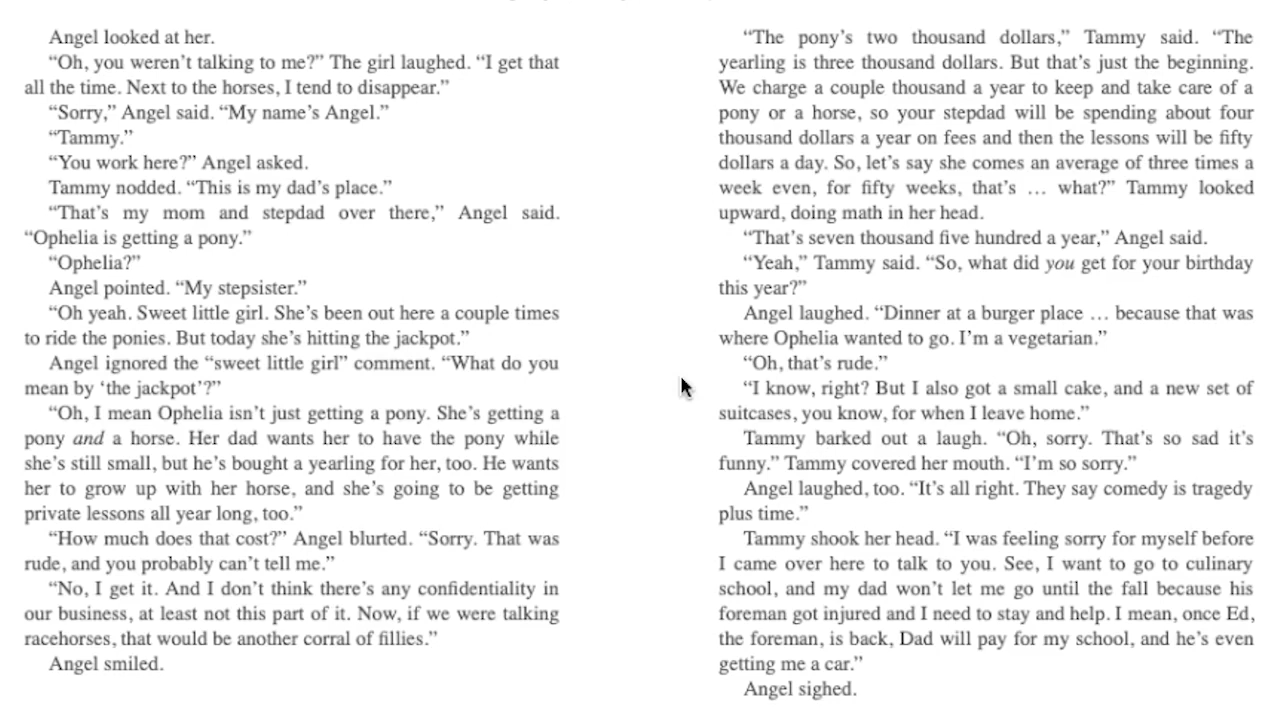 Angel looked at her.
“Oh, you weren’t talking to me?” The girl laughed. “I get that
all the time. Next to the horses, I tend to disappear.”
“Sorry,” Angel said. “My name’s Angel.”
“Tammy.”
“You work here?” Angel asked.
Tammy nodded. “This is my dad’s place.”
“That’s my mom and stepdad over there,” Angel said.
“Ophelia is getting a pony.”
“Ophelia?”
Angel pointed. “My stepsister.”
“Oh yeah. Sweet little girl. She’s been out here a couple times
to ride the ponies. But today she’s hitting the jackpot.”
Angel ignored the “sweet little girl” comment. “What do you
mean by ‘the jackpot’?”
“Oh, I mean Ophelia isn’t just getting a pony. She’s getting a
pony and a horse. Her dad wants her to have the pony while
she’s still small, but he’s bought a yearling for her, too. He wants
her to grow up with her horse, and she’s going to be getting
private lessons all year long, too.”
“How much does that cost?” Angel blurted. “Sorry. That was
rude, and you probably can’t tell me.”
“No, I get it. And I don’t think there’s any confidentiality in
our business, at least not this part of it. Now, if we were talking
racehorses, that would be another corral of fillies.”
Angel smiled.
“The pony’s two thousand dollars,” Tammy said. “The
yearling is three thousand dollars. But that’s just the beginning.
We charge a couple thousand a year to keep and take care of a
pony or a horse, so your stepdad will be spending about four
thousand dollars a year on fees and then the lessons will be fifty
dollars a day. So, let’s say she comes an average of three times a
week even, for fifty weeks, that’s … what?” Tammy looked
upward, doing math in her head.
“That’s seven thousand five hundred a year,” Angel said.
“Yeah,” Tammy said. “So, what did you get for your birthday
this year?”
Angel laughed. “Dinner at a burger place … because that was
where Ophelia wanted to go. I’m a vegetarian.”
“Oh, that’s rude.”
“I know, right? But I also got a small cake, and a new set of
suitcases, you know, for when I leave home.”
Tammy barked out a laugh. “Oh, sorry. That’s so sad it’s
funny.” Tammy covered her mouth. “I’m so sorry.”
Angel laughed, too. “It’s all right. They say comedy is tragedy
plus time.”
Tammy shook her head. “I was feeling sorry for myself before
I came over here to talk to you. See, I want to go to culinary
school, and my dad won’t let me go until the fall because his
foreman got injured and I need to stay and help. I mean, once Ed,
the foreman, is back, Dad will pay for my school, and he’s even
getting me a car.”
Angel sighed.